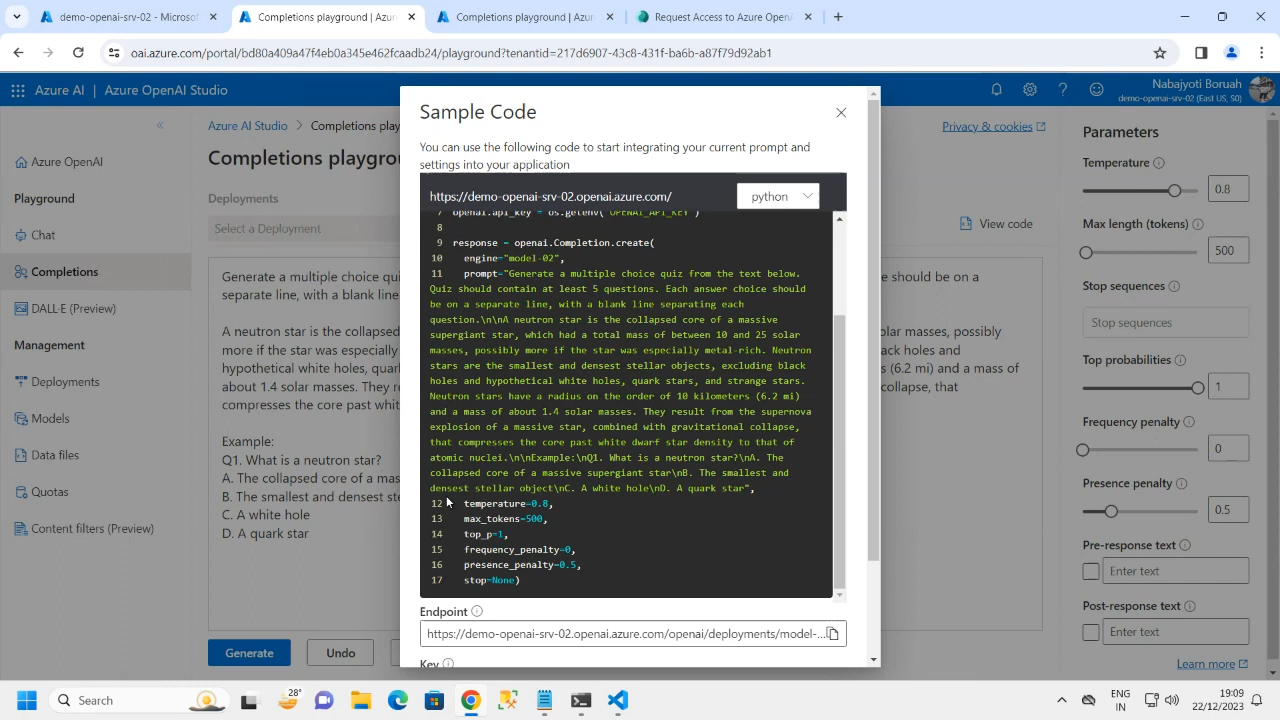 demo-openai-srv-02 - Microsof
Completions playground | Azur
Completions playground | Azur
Request Access to Azure OpenA
oai.azure.com/portal/bd80a409a47f4eb0a345e462fcaadb24/playground?tenantid=217d6907-43c8-431f-ba6b-a87f79d92ab1
Azure AI | Azure OpenAI Studio
Nabajyoti Boruah
demo-openai-srv-02 (East US, S0)
Azure OpenAI
Playground
Chat
Completions
DALL·E (Preview)
Management
Deployments
Models
Data files
Quotas
Content filters (Preview)
Azure AI Studio > Completions play
Privacy & cookies
Completions playgro
Deployments
Select a Deployment
View code
Generate a multiple choice quiz
separate line, with a blank line
A neutron star is the collapsed
more if the star was especially
hypothetical white holes, quark
about 1.4 solar masses. They re
compresses the core past white
Example:
Q1. What is a neutron star?
A. The collapsed core of a mass
B. The smallest and densest ste
C. A white hole
D. A quark star
e should be on a
lar masses, possibly
ack holes and
s (6.2 mi) and a mass of
collapse, that
Generate
Undo
Sample Code
You can use the following code to start integrating your current prompt and
settings into your application
https://demo-openai-srv-02.openai.azure.com/
python
7 openai.api_key = os.getenv("OPENAI_API_KEY")
8
9 response = openai.Completion.create(
10 engine="model-02",
11 prompt="Generate a multiple choice quiz from the text below.
Quiz should contain at least 5 questions. Each answer choice should
be on a separate line, with a blank line separating each
question.\n\nA neutron star is the collapsed core of a massive
supergiant star, which had a total mass of between 10 and 25 solar
masses, possibly more if the star was especially metal-rich. Neutron
stars are the smallest and densest stellar objects, excluding black
holes and hypothetical white holes, quark stars, and strange stars.
Neutron stars have a radius on the order of 10 kilometers (6.2 mi)
and a mass of about 1.4 solar masses. They result from the supernova
explosion of a massive star, combined with gravitational collapse,
that compresses the core past white dwarf star density to that of
atomic nuclei.\n\nExample:\nQ1. What is a neutron star?\nA. The
collapsed core of a massive supergiant star\nB. The smallest and
densest stellar object\nC. A white hole\nD. A quark star",
12 temperature=0.8,
13 max_tokens=500,
14 top_p=1,
15 frequency_penalty=0,
16 presence_penalty=0.5,
17 stop=None)
Endpoint
https://demo-openai-srv-02.openai.azure.com/openai/deployments/model-...
Key
Parameters
Temperature
0.8
Max length (tokens)
500
Stop sequences
Stop sequences
Top probabilities
1
Frequency penalty
0
Presence penalty
0.5
Pre-response text
Enter text
Post-response text
Enter text
Learn more
Search
28°
ENG
IN
19:09
22/12/2023